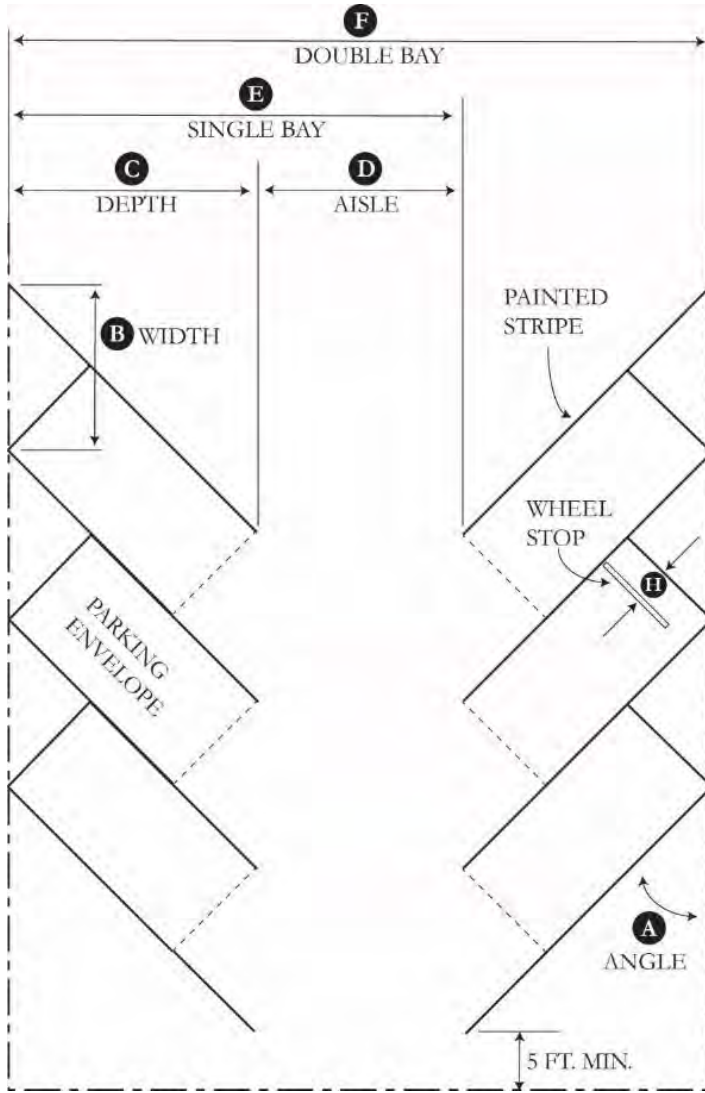 F
DOUBLE BAY
E
SINGLE BAY
C
DEPTH
D
AISLE
B WIDTH
PAINTED
STRIPE
WHEEL
STOP
H
PARKING
ENVELOPE
A
ANGLE
5 FT. MIN.